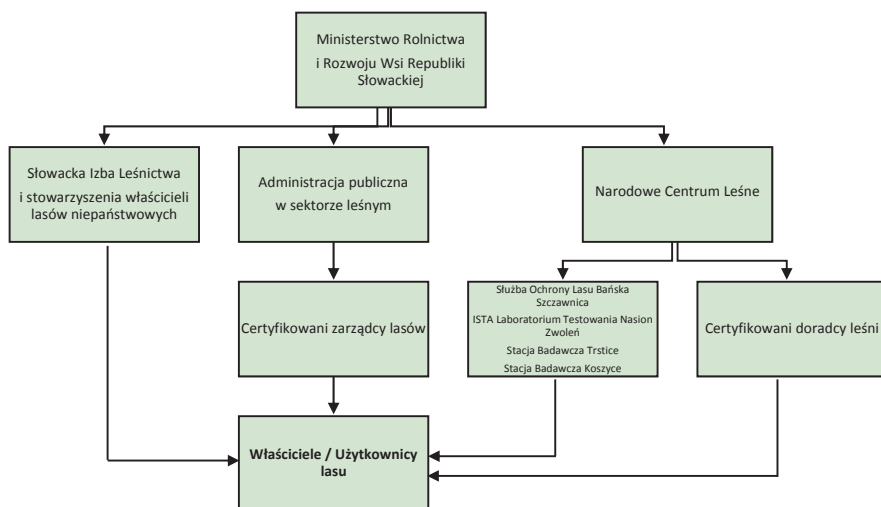 Ministerstwo Rolnictwa
i Rozwoju Wsi Republiki
Słowackiej
Słowacka Izba Leśnictwa
i stowarzyszenia właścicieli
lasów niepaństwowych
Administracja publiczna
w sektorze leśnym
Narodowe Centrum Leśne
Certyfikowani zarządcy lasów
Służba Ochrony Lasu Bańska
Szczawnica
ISTA Laboratorium Testowania Nasion
Zwoleń
Stacja Badawcza Trstice
Stacja Badawcza Koszyce
Certyfikowani doradcy leśni
Właściciele / Użytkownicy
lasu